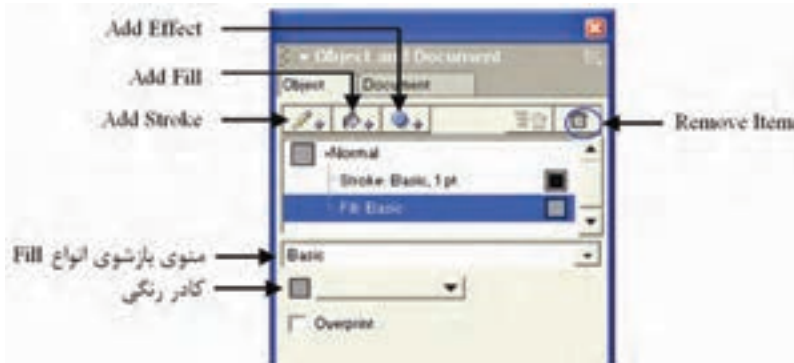 Add Effect
Add Fill
Add Stroke
Remove Item
Object and Document
Object Document
Normal
Stroke: Basic, 1 pt
Fill: Basic
منوی بازشوی انواع Fill
Basic
کادر رنگی
Overprint